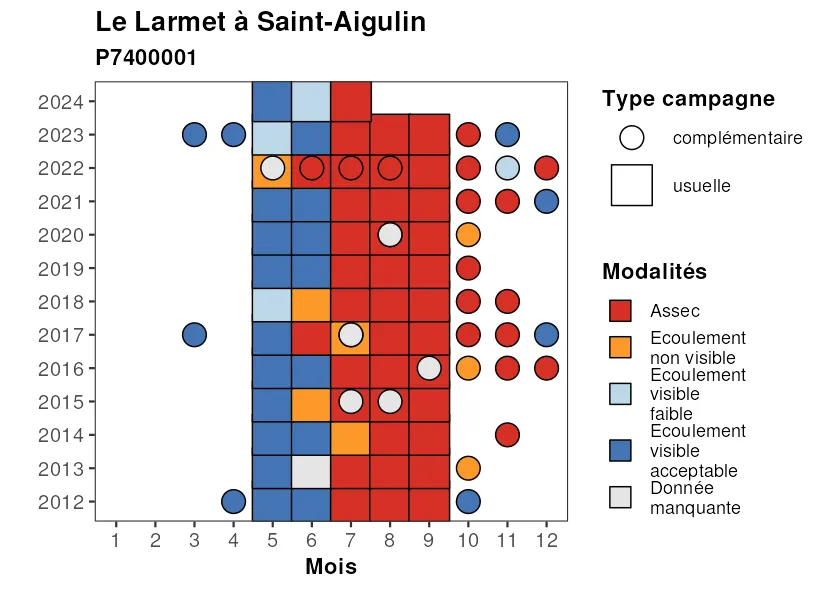 Le Larmet à Saint-Aigulin
P7400001
2024
2023
2022
2021
2020
2019
2018
2017
2016
2015
2014
2013
2012
1 2 3 4 5 6 7 8 9 10 11 12
Mois
Type campagne
complémentaire
usuelle
Modalités
Assec
Ecoulement
non visible
Ecoulement
visible
faible
Ecoulement
visible
acceptable
Donnée
manquante